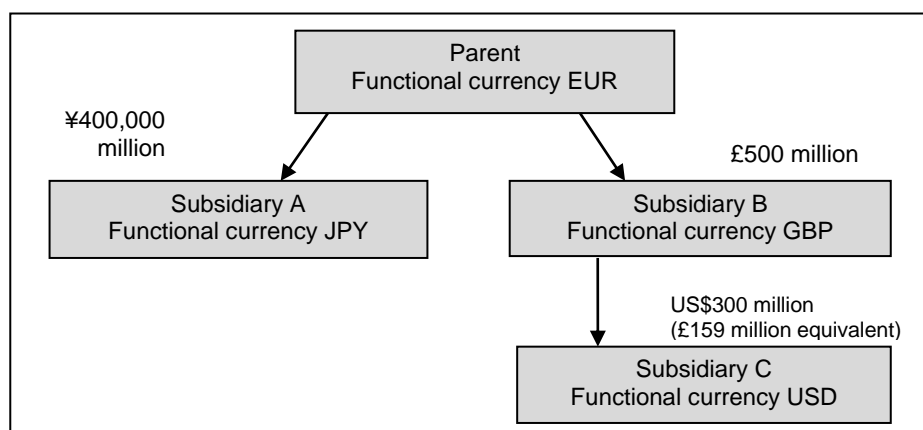 Parent
Functional currency EUR
¥400,000
million
£500 million
Subsidiary A
Functional currency JPY
Subsidiary B
Functional currency GBP
US$300 million
(£159 million equivalent)
Subsidiary C
Functional currency USD